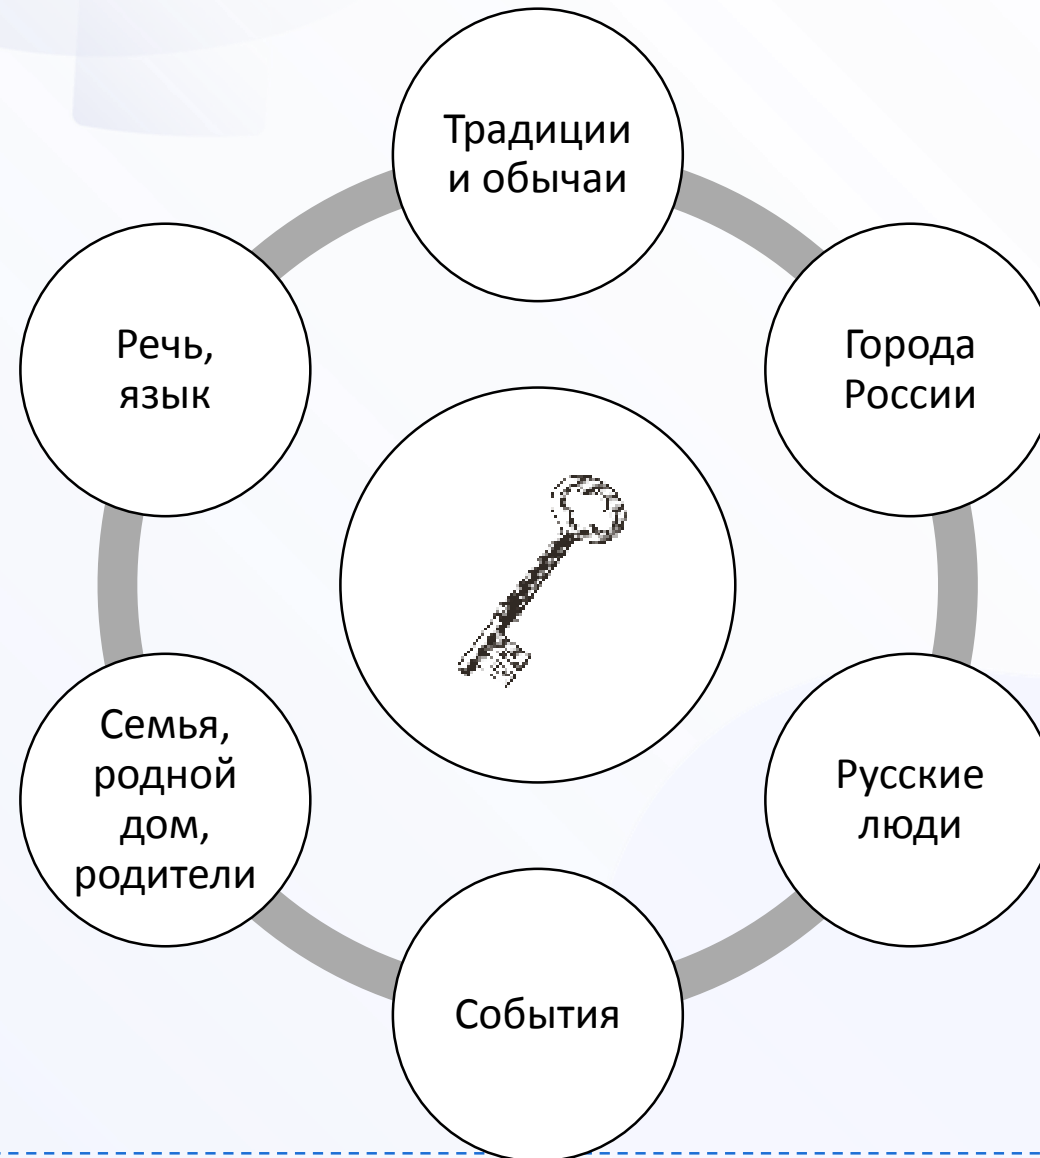 Традиции
и обычаи
Города
России
Русские
люди
События
Семья,
родной
дом,
родители
Речь,
язык